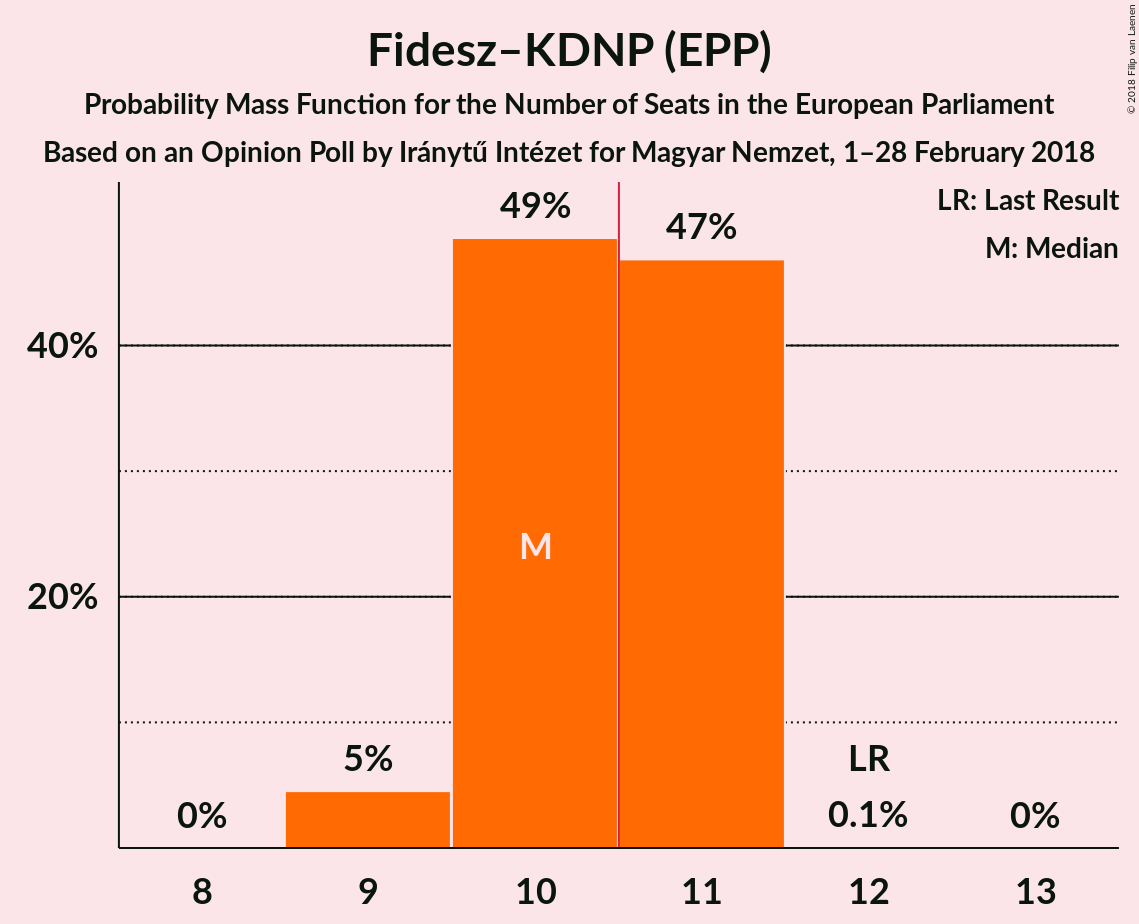 Fidesz–KDNP (EPP)
Probability Mass Function for the Number of Seats in the European Parliament
Based on an Opinion Poll by Iránytű Intézet for Magyar Nemzet, 1–28 February 2018
© 2018 Filip van Laenen
LR: Last Result
M: Median
49%
47%
40%
M
20%
5%
LR
0%
0.1%
0%
8
9
10
11
12
13